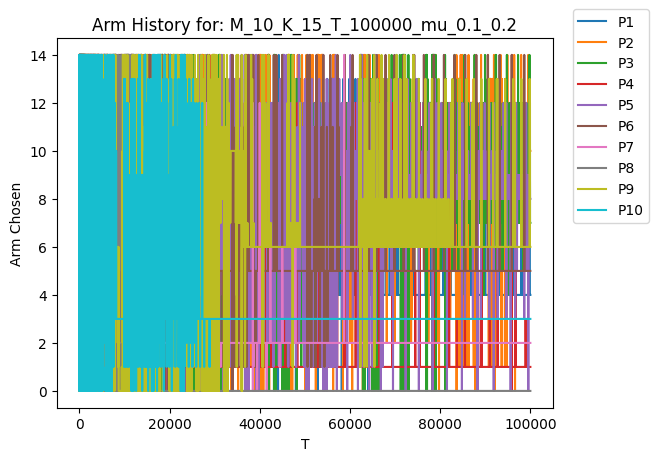 Arm History for: M_10_K_15_T_100000_mu_0.1_0.2
P1
P2
P3
P4
P5
P6
P7
P8
P9
P10
14
12
10
8
6
4
2
0
Arm Chosen
0 20000 40000 60000 80000 100000
T